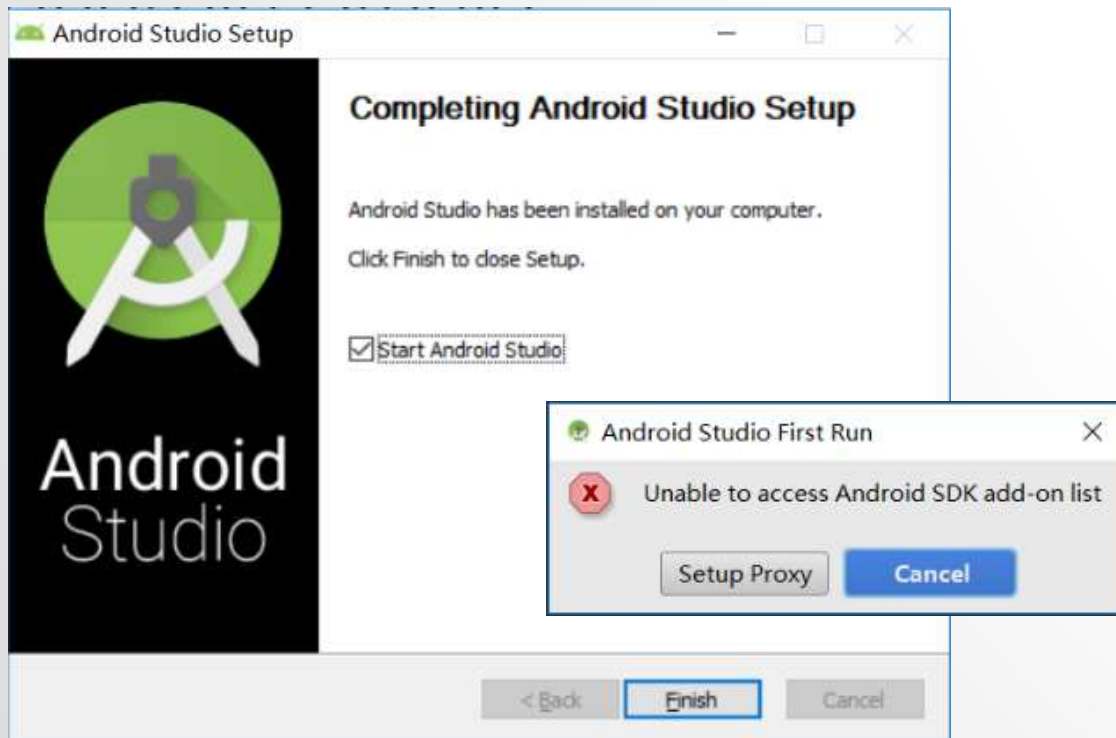 Android Studio Setup
Completing Android Studio Setup
Android Studio has been installed on your computer.
Click Finish to close Setup.
Start Android Studio
Android
Studio
Android Studio First Run
X
Unable to access Android SDK add-on list
Setup Proxy
Cancel
< Back
Finish
Cancel